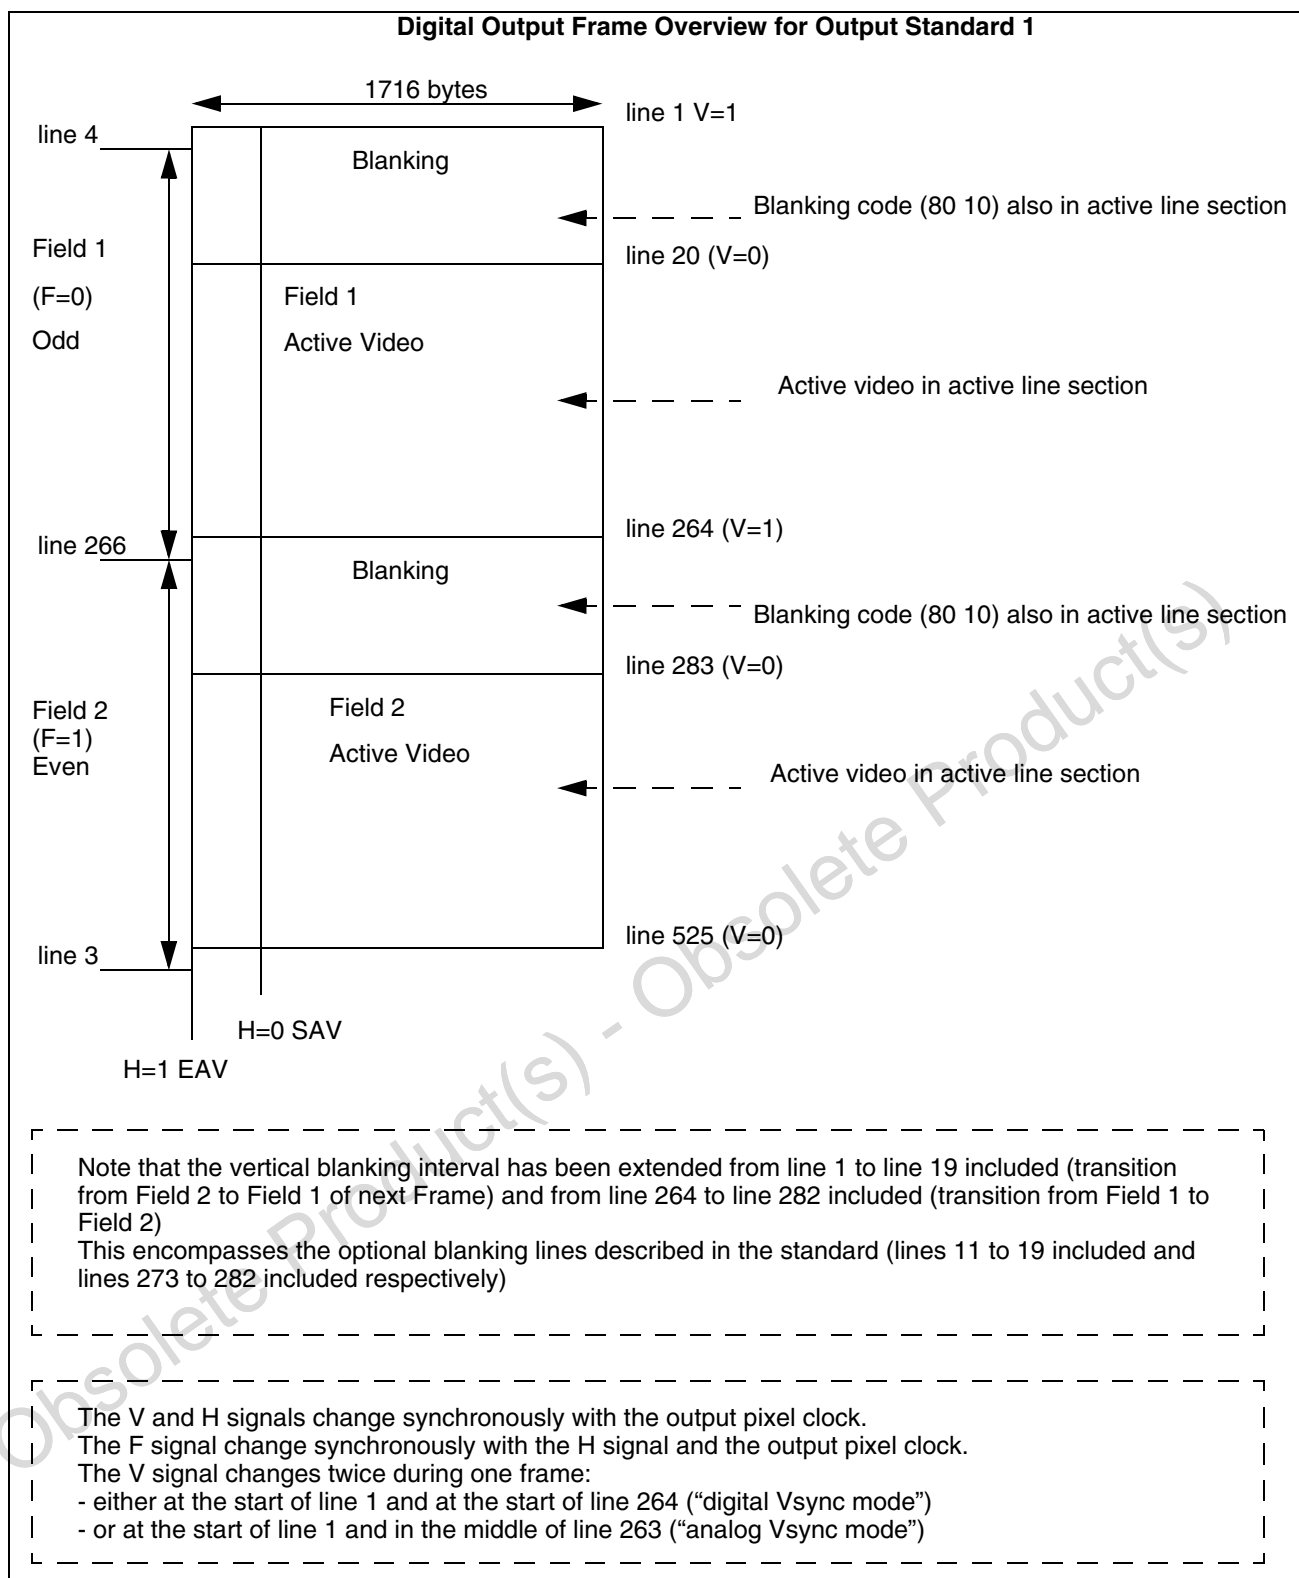 Digital Output Frame Overview for Output Standard 1
1716 bytes
line 1 V=1
line 4
Blanking
Blanking code (80 10) also in active line section
Field 1
(F=0)
Odd
line 20 (V=0)
Field 1
Active Video
Active video in active line section
line 264 (V=1)
line 266
Blanking
Blanking code (80 10) also in active line section
line 283 (V=0)
Field 2
(F=1)
Even
Field 2
Active Video
Active video in active line section
line 525 (V=0)
line 3
H=0 SAV
H=1 EAV
Note that the vertical blanking interval has been extended from line 1 to line 19 included (transition
from Field 2 to Field 1 of next Frame) and from line 264 to line 282 included (transition from Field 1 to
Field 2)
This encompasses the optional blanking lines described in the standard (lines 11 to 19 included and
lines 273 to 282 included respectively)
The V and H signals change synchronously with the output pixel clock.
The F signal change synchronously with the H signal and the output pixel clock.
The V signal changes twice during one frame:
- either at the start of line 1 and at the start of line 264 (“digital Vsync mode”)
- or at the start of line 1 and in the middle of line 263 (“analog Vsync mode”)
Obsolete Product(s) - Obsolete Product(s)